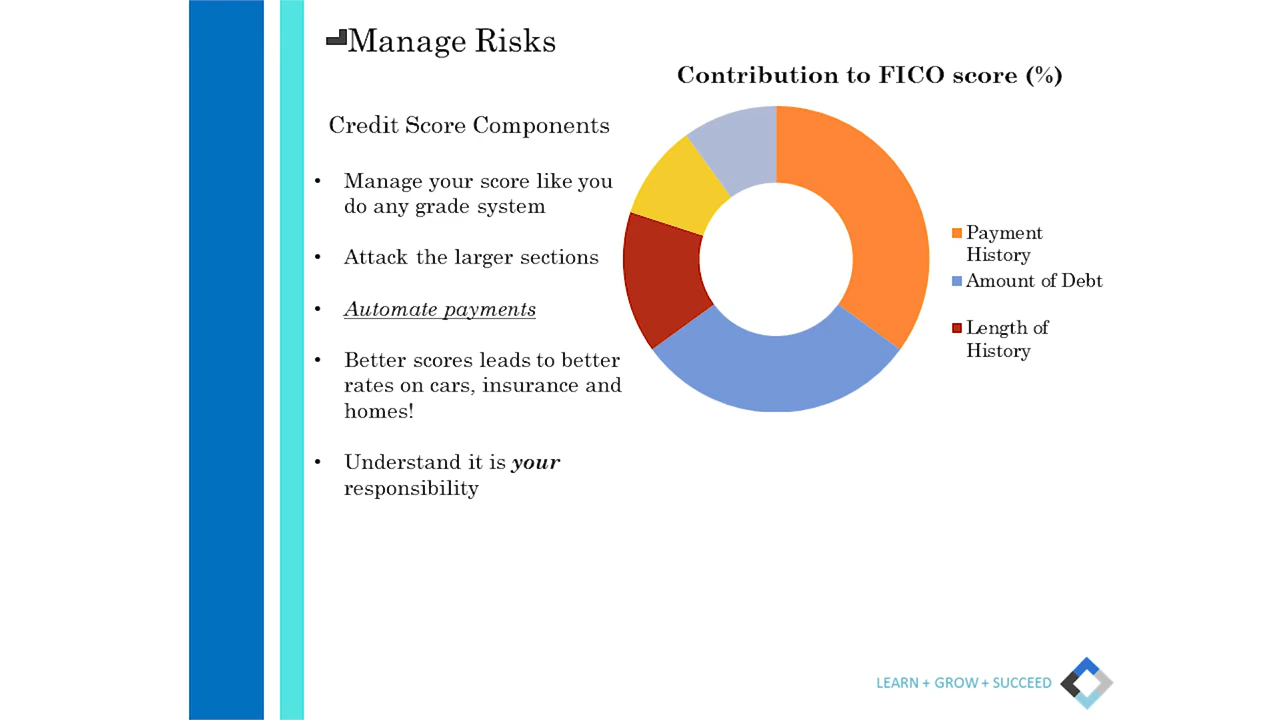 Manage Risks
Contribution to FICO score (%)
Credit Score Components
• Manage your score like you
do any grade system
• Attack the larger sections
• Automate payments
• Better scores leads to better
rates on cars, insurance and
homes!
• Understand it is your
responsibility
Payment
History
Amount of Debt
Length of
History
LEARN + GROW + SUCCEED